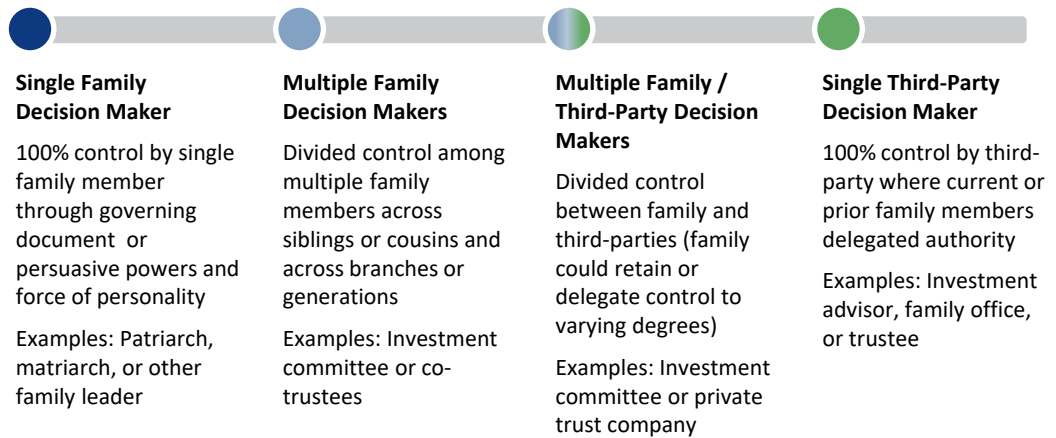 Single Family
Decision Maker
100% control by single
family member
through governing
document or
persuasive powers and
force of personality
Examples: Patriarch,
matriarch, or other
family leader
Multiple Family
Decision Makers
Divided control among
multiple family
members across
siblings or cousins and
across branches or
generations
Examples: Investment
committee or co-
trustees
Multiple Family /
Third-Party Decision
Makers
Divided control
between family and
third-parties (family
could retain or
delegate control to
varying degrees)
Examples: Investment
committee or private
trust company
Single Third-Party
Decision Maker
100% control by third-
party where current or
prior family members
delegated authority
Examples: Investment
advisor, family office,
or trustee